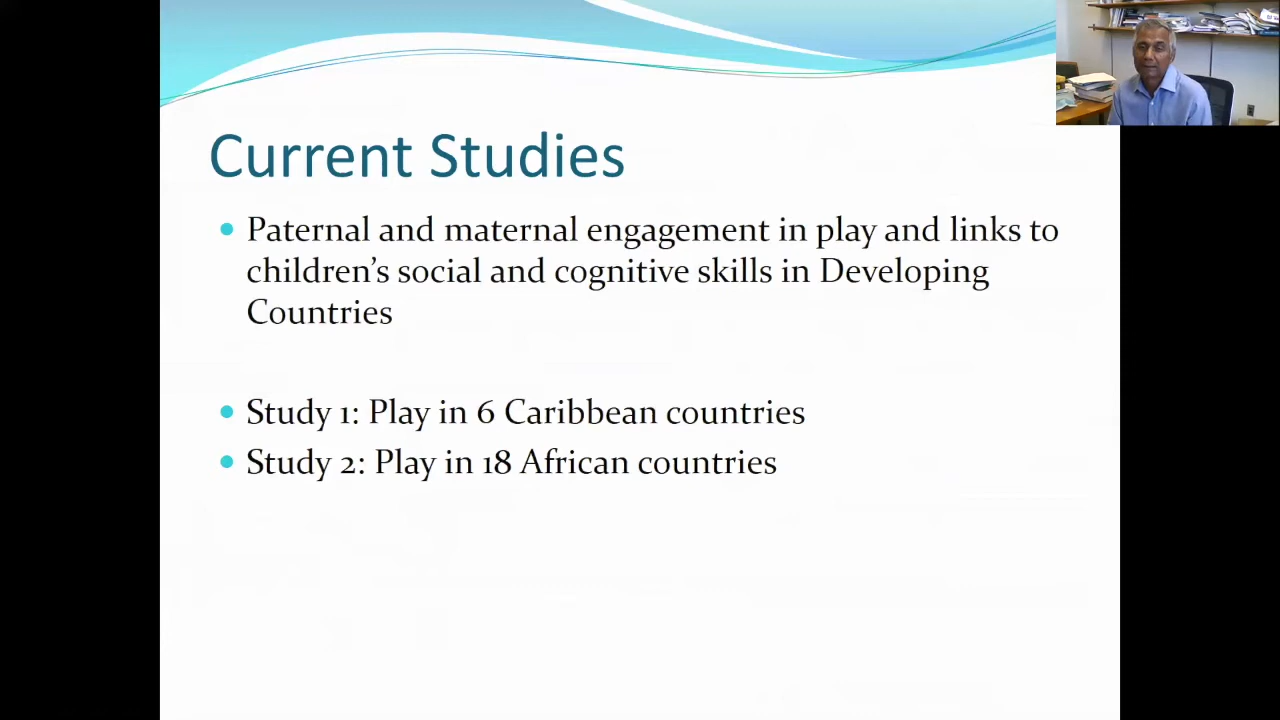 Current Studies
Paternal and maternal engagement in play and links to
children's social and cognitive skills in Developing
Countries
Study 1: Play in 6 Caribbean countries
Study 2: Play in 18 African countries